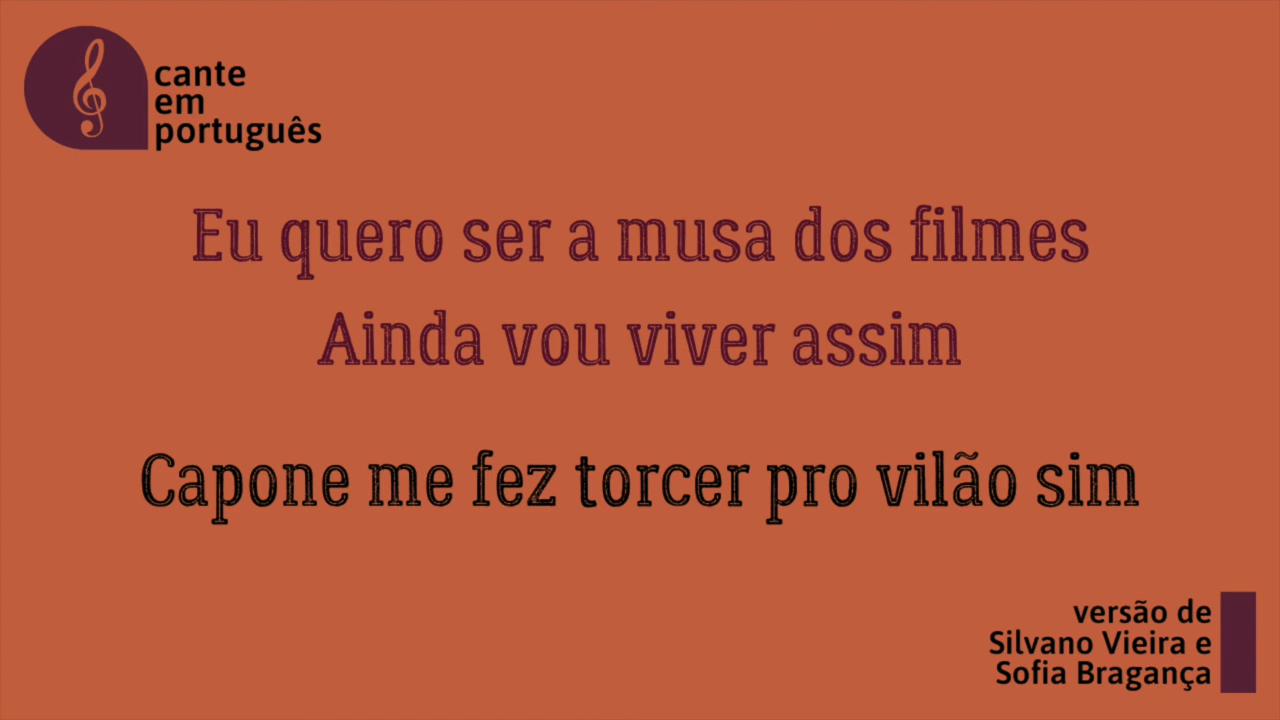 cante
em
português
Eu quero ser a musa dos filmes
Ainda vou viver assim
Capone me fez torcer pro vilão sim
versão de
Silvano Vieira e
Sofia Bragança